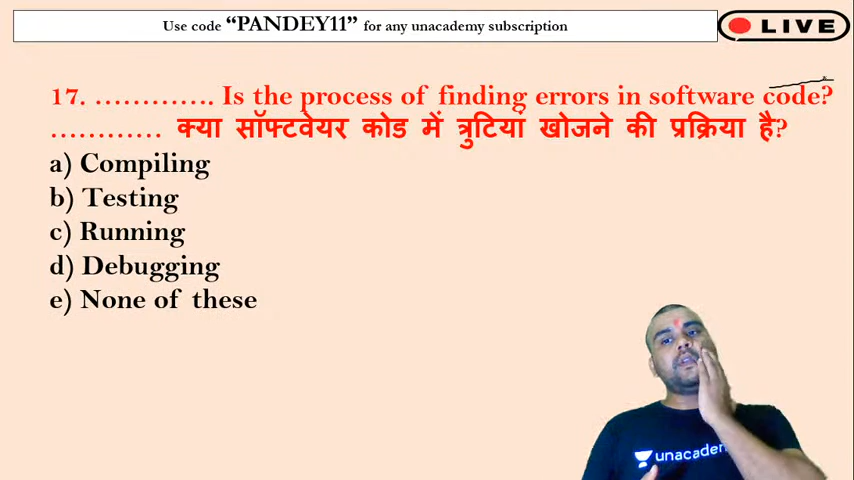 Use code “PANDEY11” for any unacademy subscription
LIVE
17. …………. Is the process of finding errors in software code?
………… क्या सॉफ्टवेयर कोड में त्रुटियां खोजने की प्रक्रिया है?
a) Compiling
b) Testing
c) Running
d) Debugging
e) None of these
unacademy